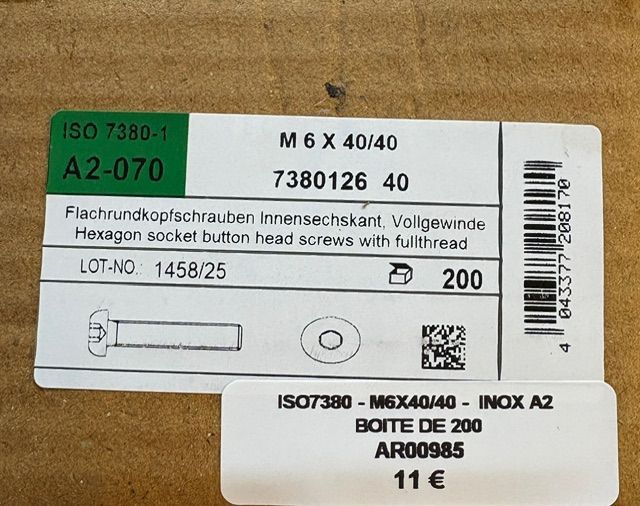 ISO 7380-1
A2-070
M 6 X 40/40
7380126 40
Flachrundkopfschrauben Innensechskant, Vollgewinde
Hexagon socket button head screws with fullthread
LOT-NO.: 1458/25
200
4 043377 208170
ISO7380 - M6X40/40 - INOX A2
BOITE DE 200
AR00985
11 €